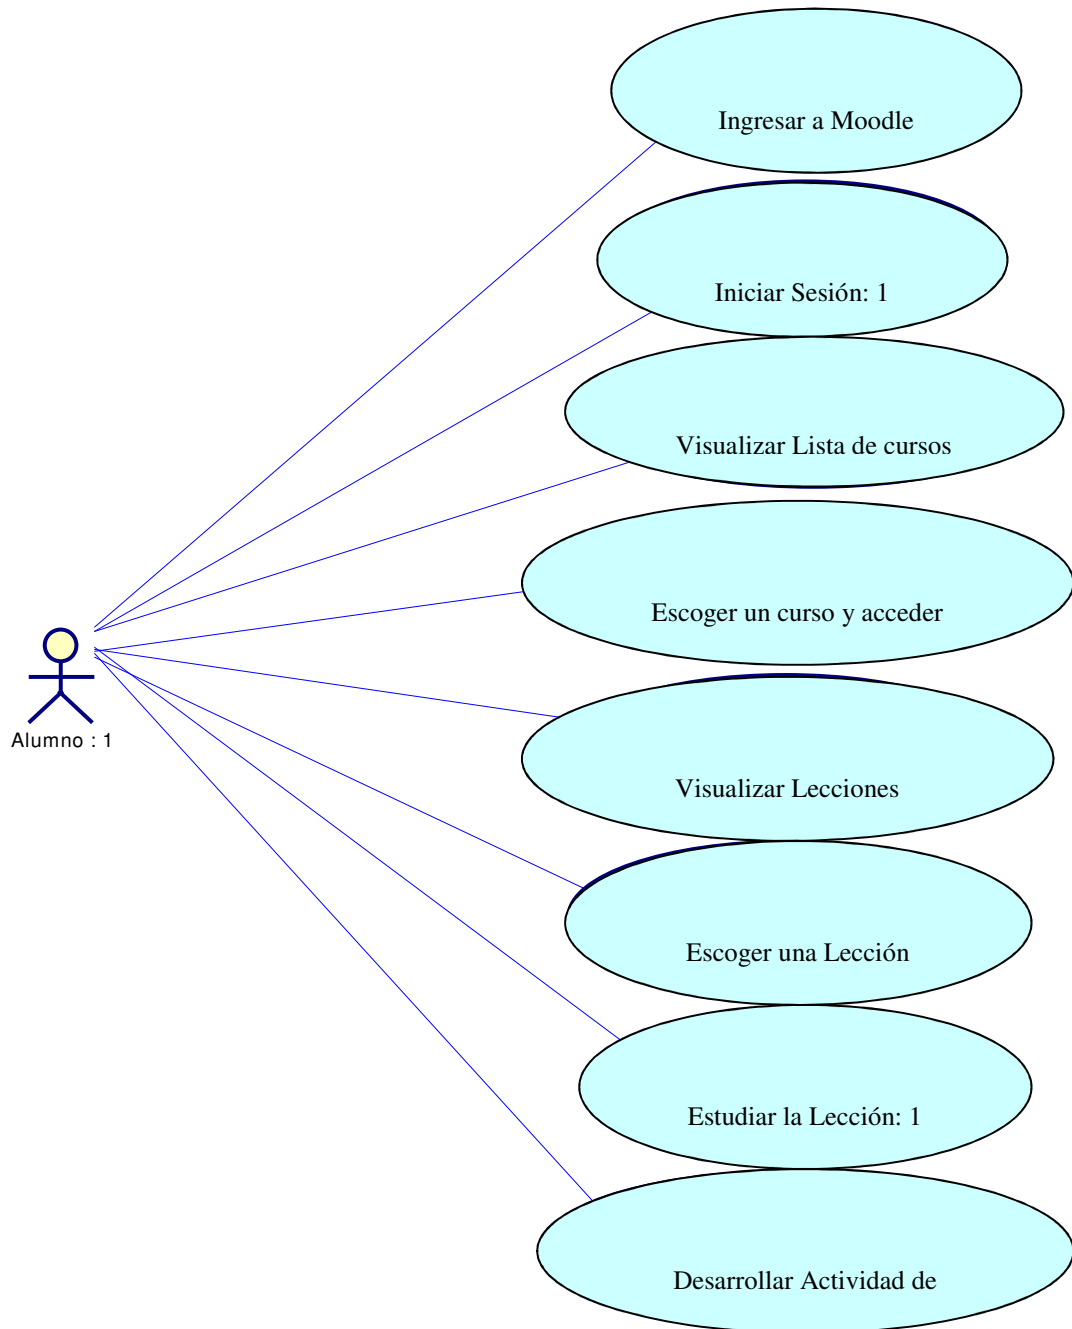 Ingresar a Moodle
Iniciar Sesión: 1
Visualizar Lista de cursos
Escoger un curso y acceder
Alumno : 1
Visualizar Lecciones
Escoger una Lección
Estudiar la Lección: 1
Desarrollar Actividad de